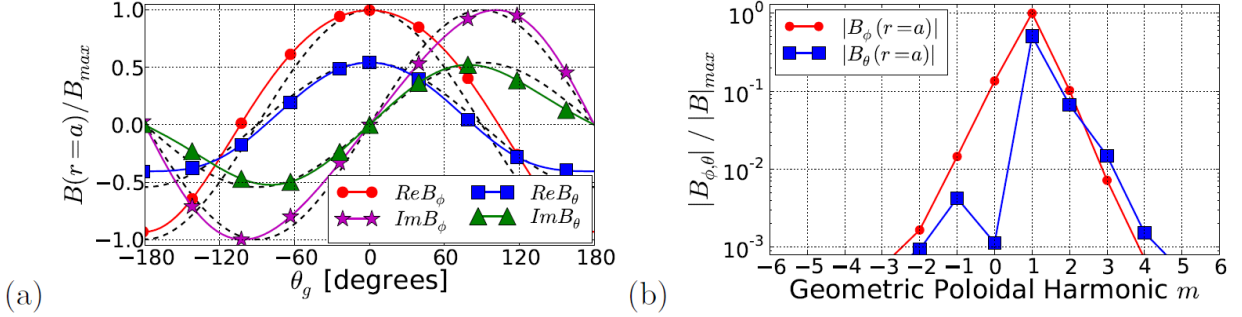 (a)
B(r=a)/B_max
1.0
0.5
0.0
−0.5
−1.0
ReB_ϕ
ImB_ϕ
ReB_θ
ImB_θ
−180 −120 −60 0 60 120 180
θ_g [degrees]
(b)
|B_ϕ,θ| / |B|_max
10^0
10^-1
10^-2
10^-3
|B_ϕ(r=a)|
|B_θ(r=a)|
−6 −5 −4 −3 −2 −1 0 1 2 3 4 5 6
Geometric Poloidal Harmonic m